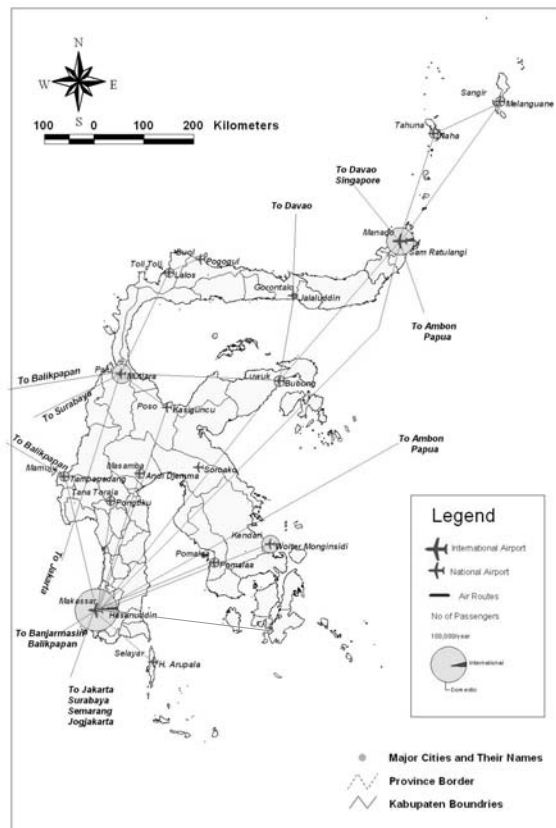 N
W E
S
100 0 100 200 Kilometers
Sangir
Melanguane
Tahuna
Naha
To Davao
Singapore
To Davao
Manado
Sam Ratulangi
Buol
Pogogul
Toli Toli
Lalos
Gorontalo
Jalaluddin
To Ambon
Papua
To Balikpapan
Mutiara
Luwuk
Bubung
To Surabaya
Poso
Kasiguncu
To Balikpapan
To Ambon
Papua
Masamba
Soroako
Mamuju
Tampapadang
Andi Djemma
Tana Toraja
Pongtiku
Kendari
Wolter Monginsidi
To Jakarta
Pomalaa
Pomalaa
Makassar
Hasanuddin
To Banjarmasin
Balikpapan
Selayar
H. Arupala
To Jakarta
Surabaya
Semarang
Jogjakarta
Legend
International Airport
National Airport
Air Routes
No of Passengers
100,000/year
International
Domestic
Major Cities and Their Names
Province Border
Kabupaten Boundries